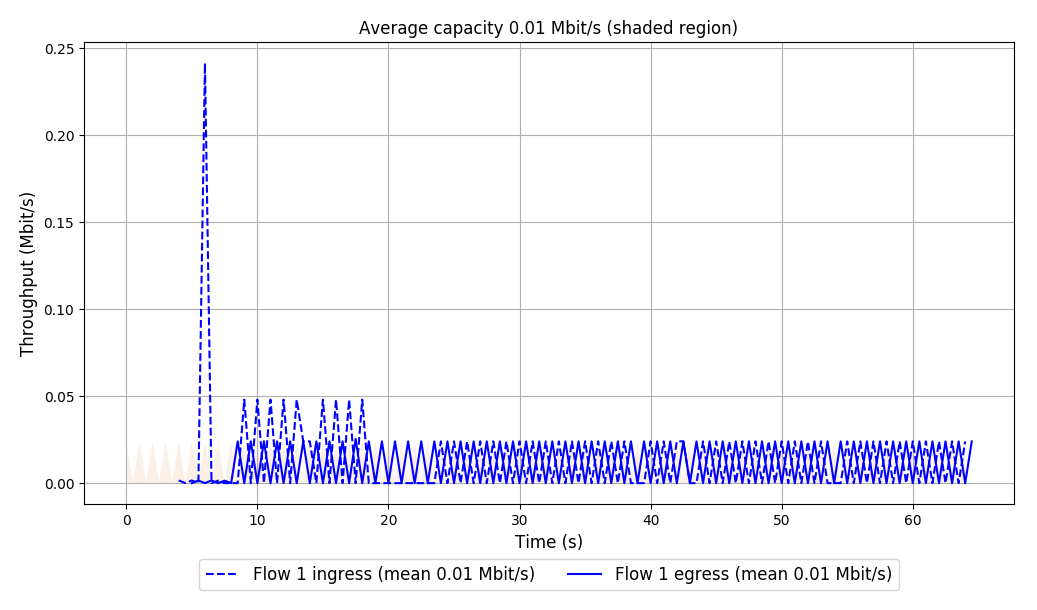 Average capacity 0.01 Mbit/s (shaded region)
Throughput (Mbit/s)
0.25
0.20
0.15
0.10
0.05
0.00
0 10 20 30 40 50 60
Time (s)
Flow 1 ingress (mean 0.01 Mbit/s) Flow 1 egress (mean 0.01 Mbit/s)